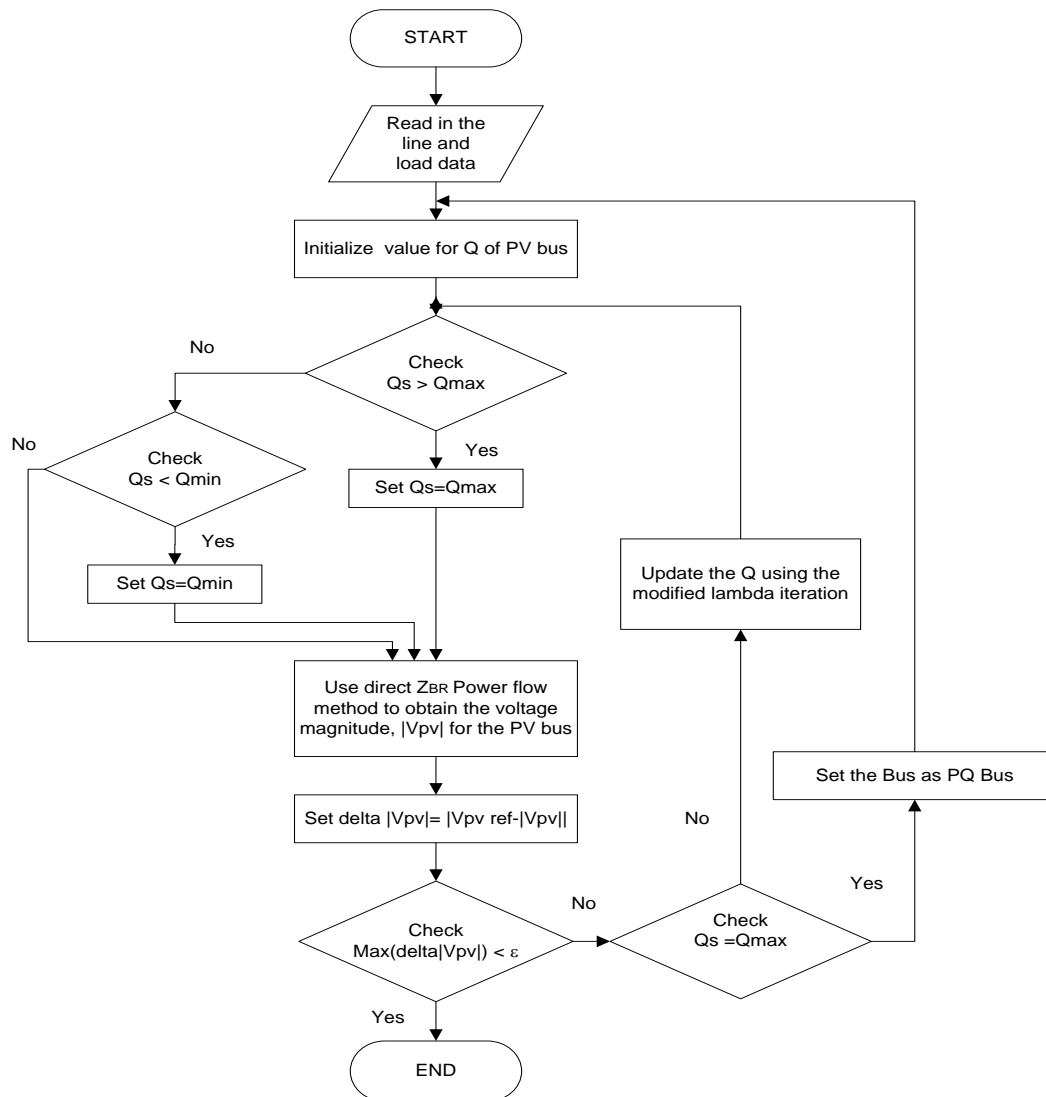 START
Read in the
line and
load data
Initialize value for Q of PV bus
No
Check
Qs > Qmax
No
Check
Qs < Qmin
Yes
Set Qs=Qmax
Yes
Set Qs=Qmin
Update the Q using the
modified lambda iteration
Use direct ZBR Power flow
method to obtain the voltage
magnitude, |Vpv| for the PV bus
Set the Bus as PQ Bus
Set delta |Vpv|= |Vpv ref-|Vpv||
No
Yes
No
Check
Max(delta|Vpv|) < ε
Check
Qs =Qmax
Yes
END